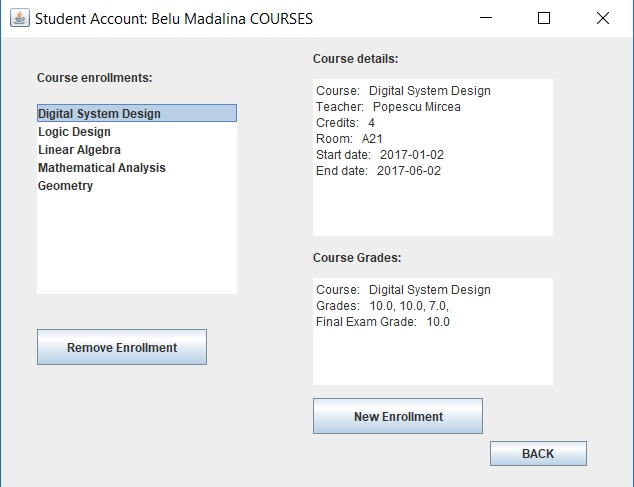 Student Account: Belu Madalina COURSES
Course enrollments:
Digital System Design
Logic Design
Linear Algebra
Mathematical Analysis
Geometry
Remove Enrollment
Course details:
Course: Digital System Design
Teacher: Popescu Mircea
Credits: 4
Room: A21
Start date: 2017-01-02
End date: 2017-06-02
Course Grades:
Course: Digital System Design
Grades: 10.0, 10.0, 7.0,
Final Exam Grade: 10.0
New Enrollment
BACK